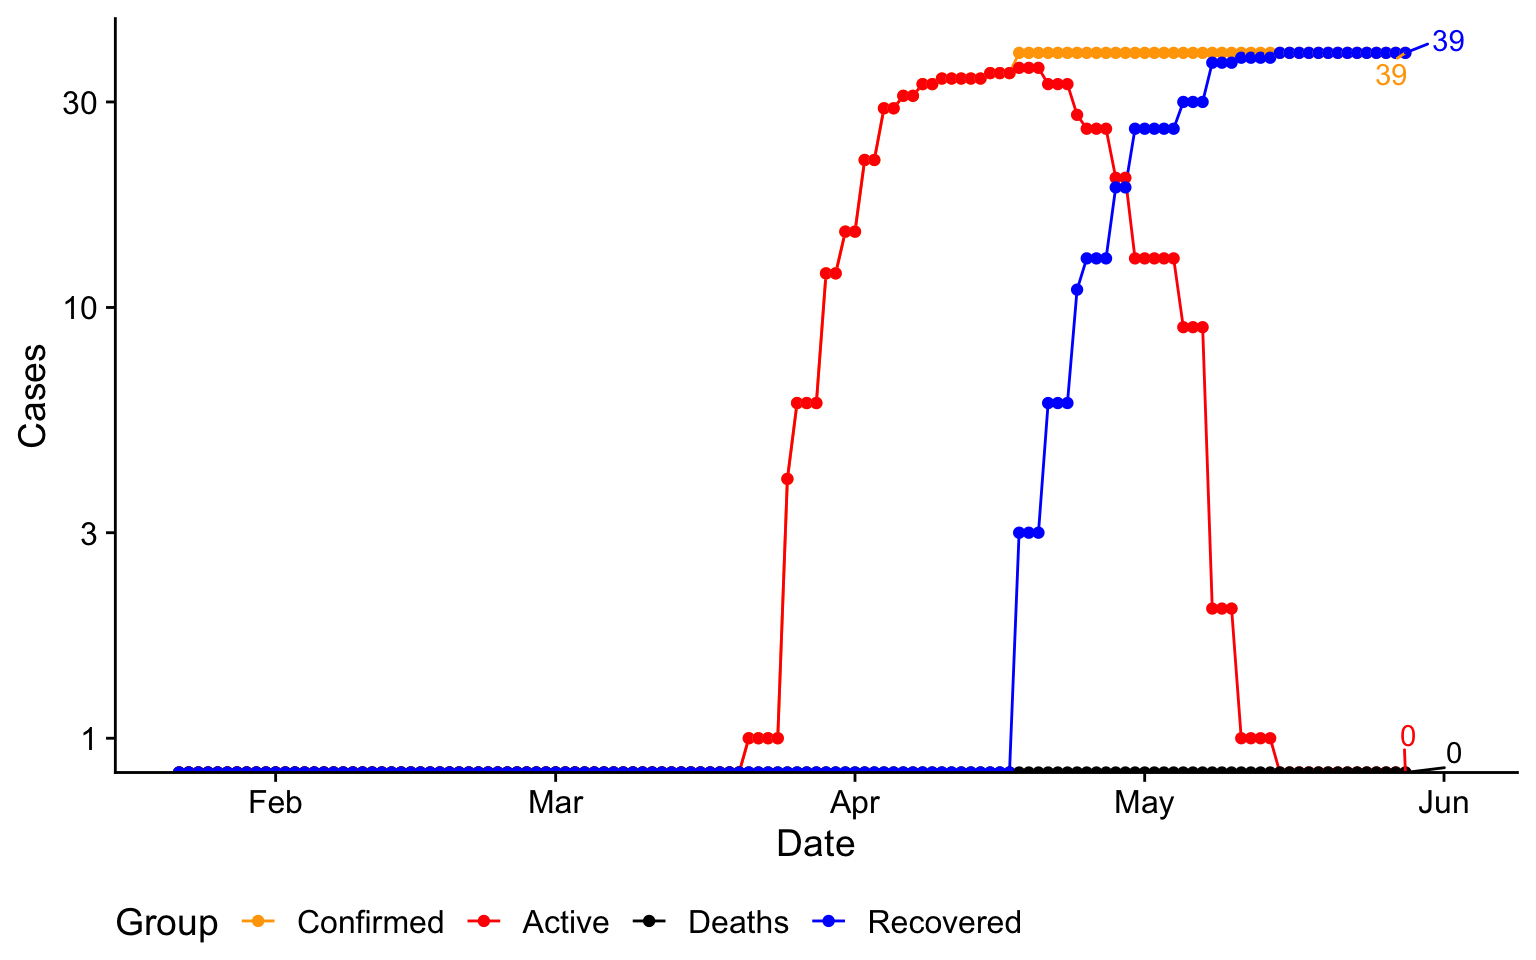 39
39
30
10
3
1
0
0
Cases
Feb Mar Apr May Jun
Date
Group Confirmed Active Deaths Recovered